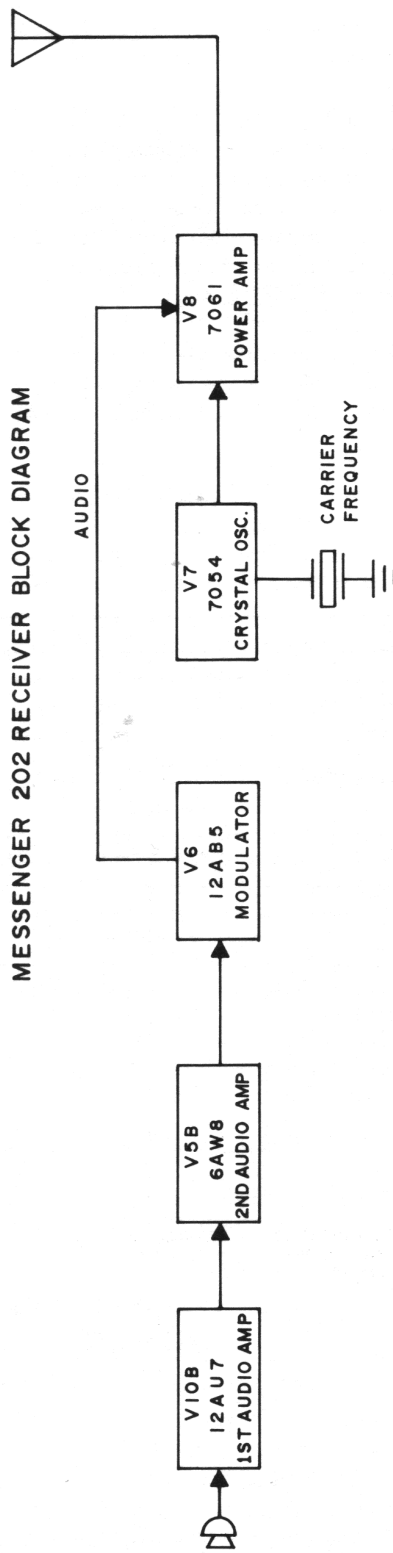 MESSENGER 202 RECEIVER BLOCK DIAGRAM
AUDIO
V10B
12AU7
1ST AUDIO AMP
V5B
6AW8
2ND AUDIO AMP
V6
12AB5
MODULATOR
V7
7054
CRYSTAL OSC.
V8
7061
POWER AMP
CARRIER
FREQUENCY